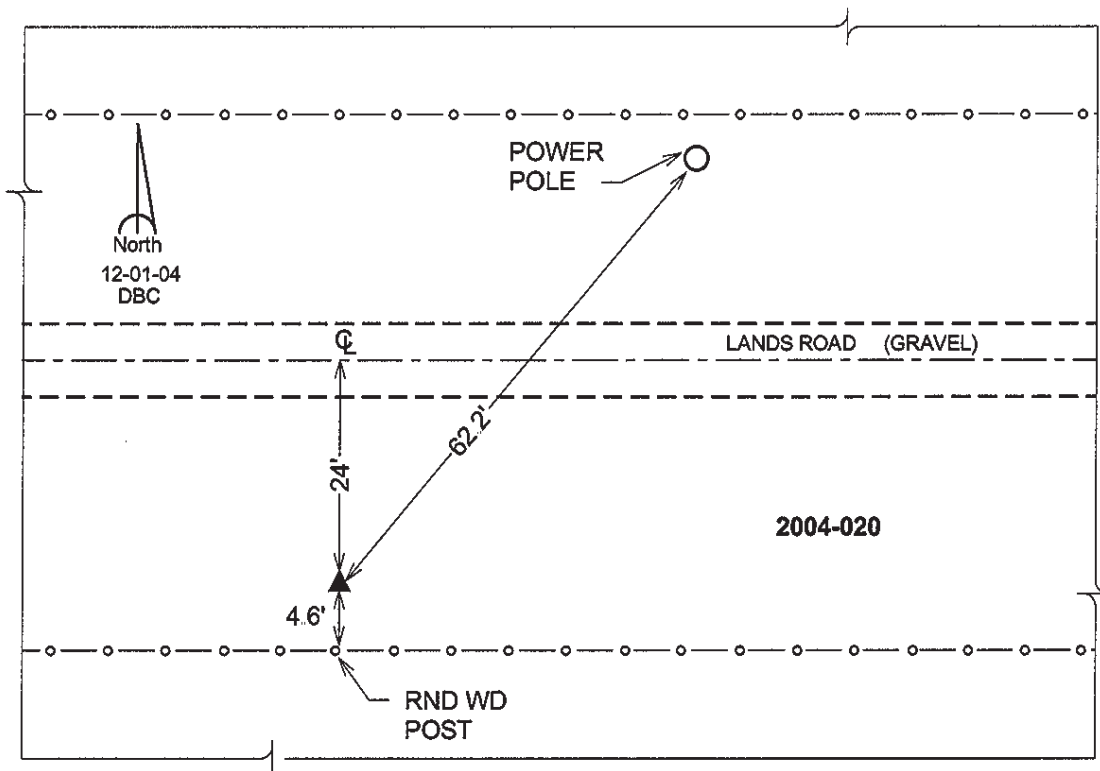 POWER
POLE
North
12-01-04
DBC
℄
LANDS ROAD (GRAVEL)
62.2'
24'
2004-020
4.6'
RND WD
POST